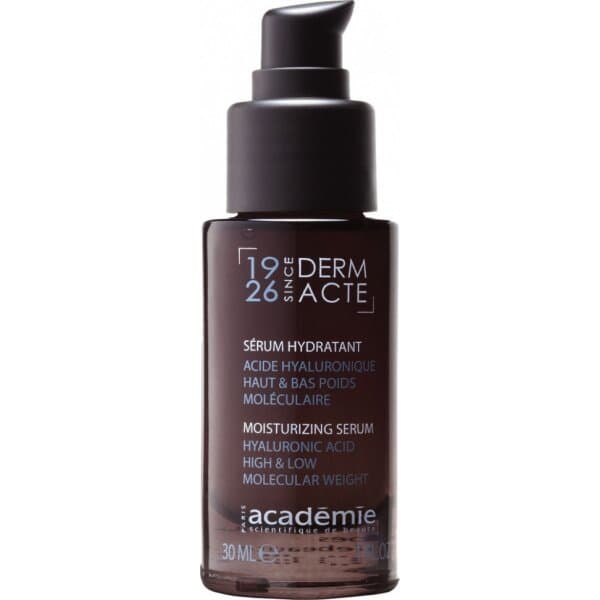 19 SINCE DERM
26 ACTE
SÉRUM HYDRATANT
ACIDE HYALURONIQUE
HAUT & BAS POIDS
MOLÉCULAIRE
MOISTURIZING SERUM
HYALURONIC ACID
HIGH & LOW
MOLECULAR WEIGHT
PARIS académie
scientifique de beauté
30 ML ℮